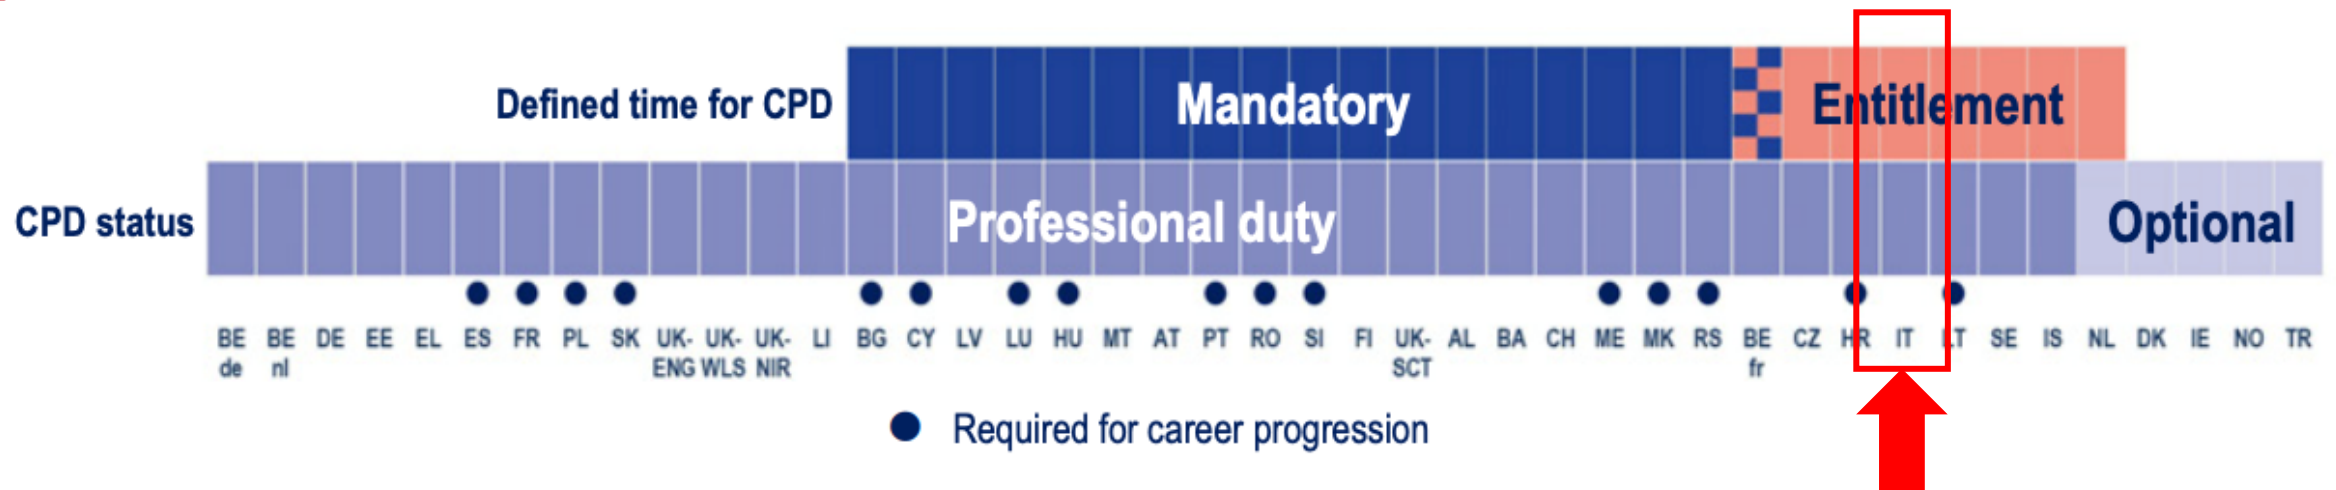 Defined time for CPD Mandatory Entitlement
CPD status Professional duty Optional
BE BE DE EE EL ES FR PL SK UK- UK- UK- LI BG CY LV LU HU MT AT PT RO SI FI UK- AL BA CH ME MK RS BE CZ HR IT LT SE IS NL DK IE NO TR
de nl ENG WLS NIR SCT fr
Required for career progression